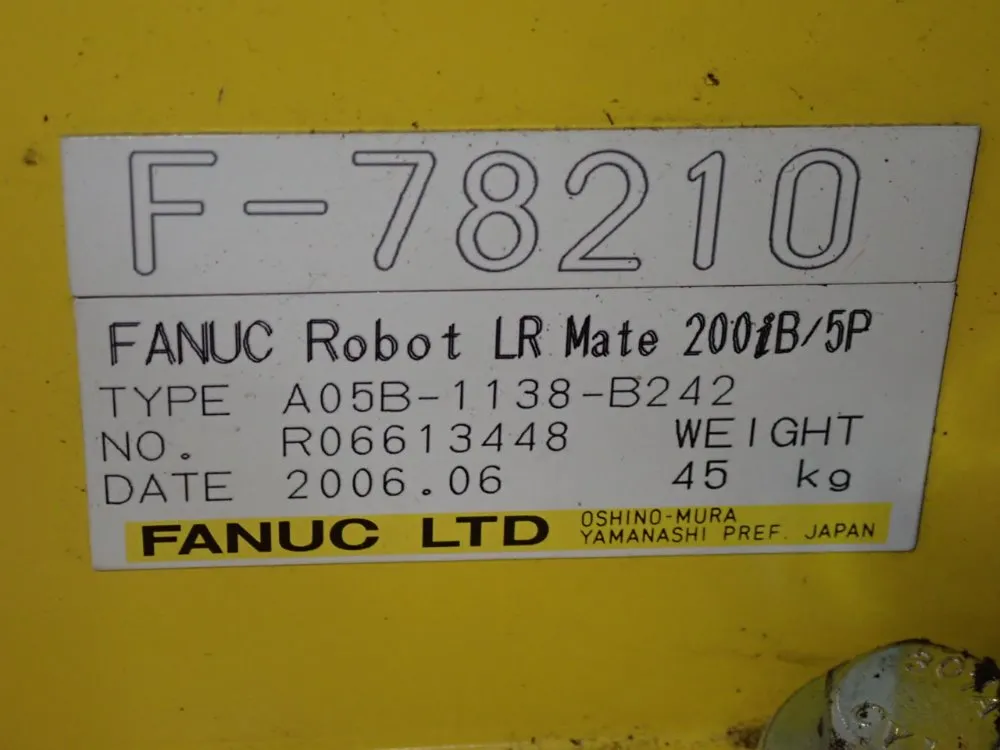 F-78210
FANUC Robot LR Mate 200iB/5P
TYPE A05B-1138-B242
NO. R06613448 WEIGHT
DATE 2006.06 45 kg
FANUC LTD OSHINO-MURA
YAMANASHI PREF. JAPAN